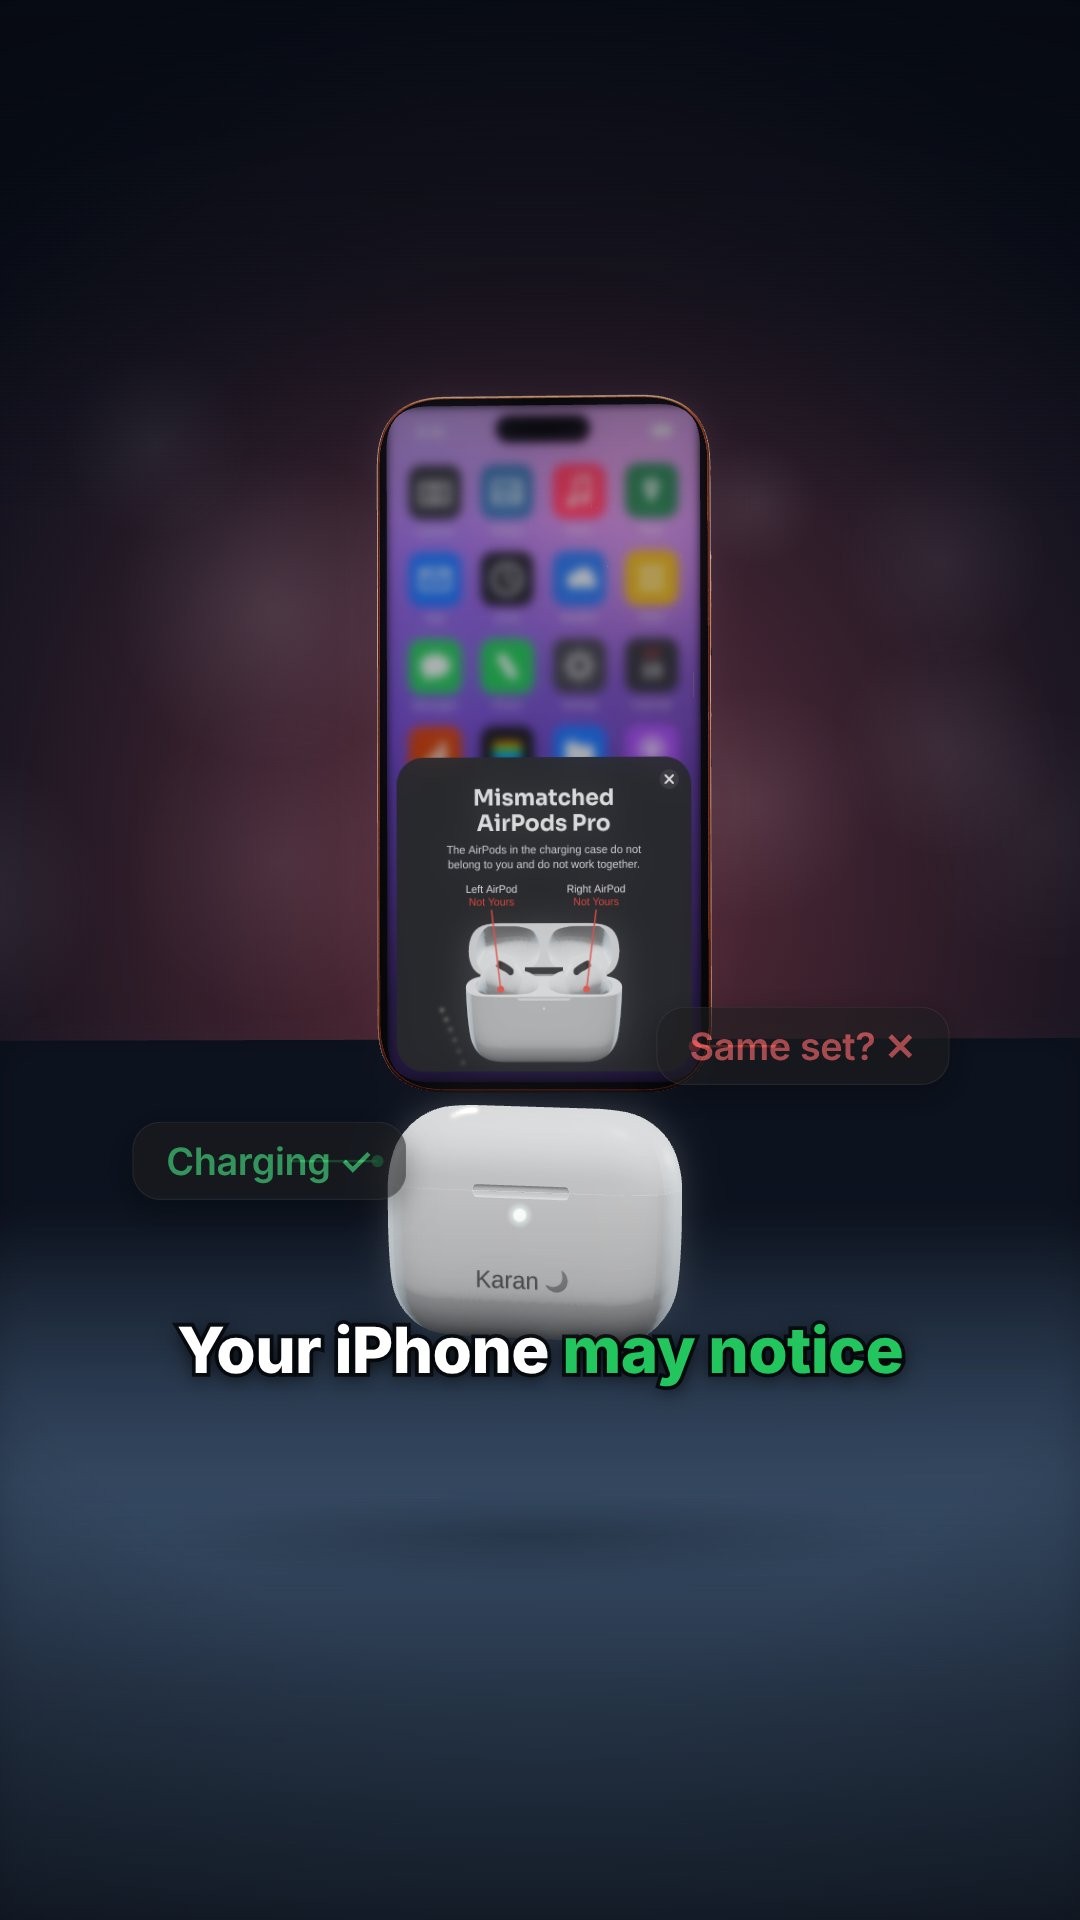 Mismatched
AirPods Pro
The AirPods in the charging case do not
belong to you and do not work together.
Left AirPod
Not Yours
Right AirPod
Not Yours
Same set? ✕
Charging ✓
Karan 🌙
Your iPhone may notice